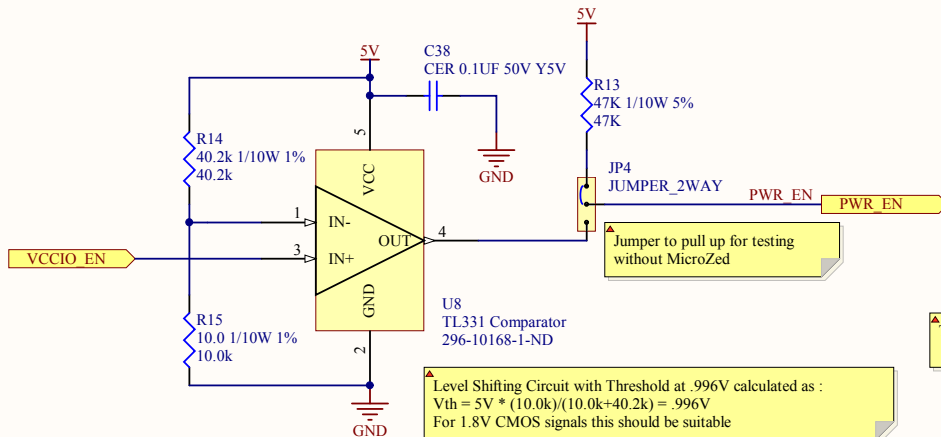 5V
5V
C38
CER 0.1UF 50V Y5V
R13
47K 1/10W 5%
47K
R14
40.2k 1/10W 1%
40.2k
5
VCC
GND
JP4
JUMPER_2WAY
PWR_EN
PWR_EN
1
IN-
OUT
4
3
IN+
VCCIO_EN
Jumper to pull up for testing
without MicroZed
GND
U8
TL331 Comparator
296-10168-1-ND
R15
10.0 1/10W 1%
10.0k
2
GND
Level Shifting Circuit with Threshold at .996V calculated as :
Vth = 5V * (10.0k)/(10.0k+40.2k) = .996V
For 1.8V CMOS signals this should be suitable